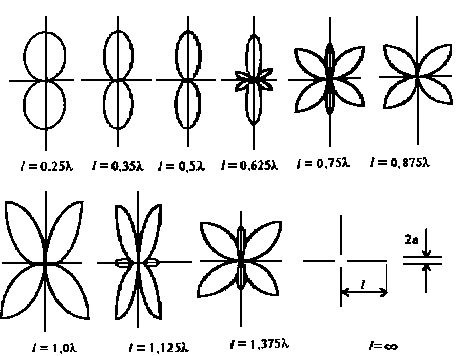 l = 0,25λ l = 0,35λ l = 0,5λ l = 0,625λ l = 0,75λ l = 0,875λ
2a
l
l = 1,0λ l = 1,125λ l = 1,375λ l=∞